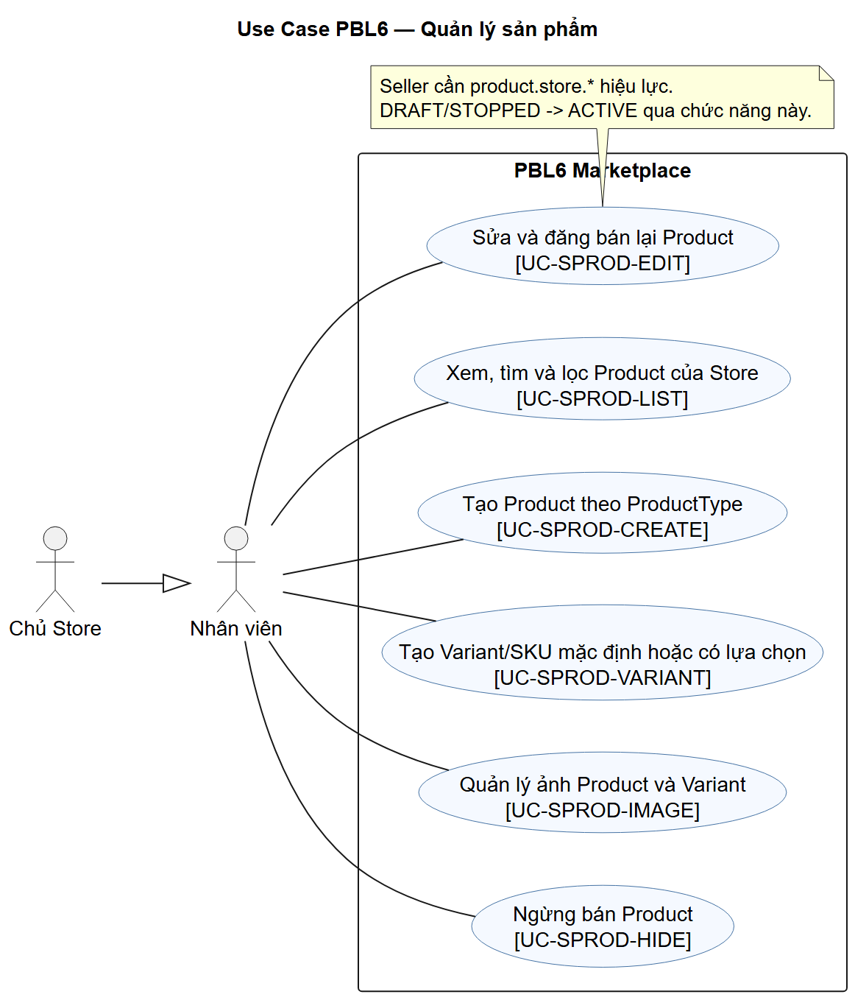 Use Case PBL6 — Quản lý sản phẩm
Seller cần product.store.* hiệu lực.
DRAFT/STOPPED -> ACTIVE qua chức năng này.
PBL6 Marketplace
Sửa và đăng bán lại Product
[UC-SPROD-EDIT]
Xem, tìm và lọc Product của Store
[UC-SPROD-LIST]
Tạo Product theo ProductType
[UC-SPROD-CREATE]
Chủ Store
Nhân viên
Tạo Variant/SKU mặc định hoặc có lựa chọn
[UC-SPROD-VARIANT]
Quản lý ảnh Product và Variant
[UC-SPROD-IMAGE]
Ngừng bán Product
[UC-SPROD-HIDE]